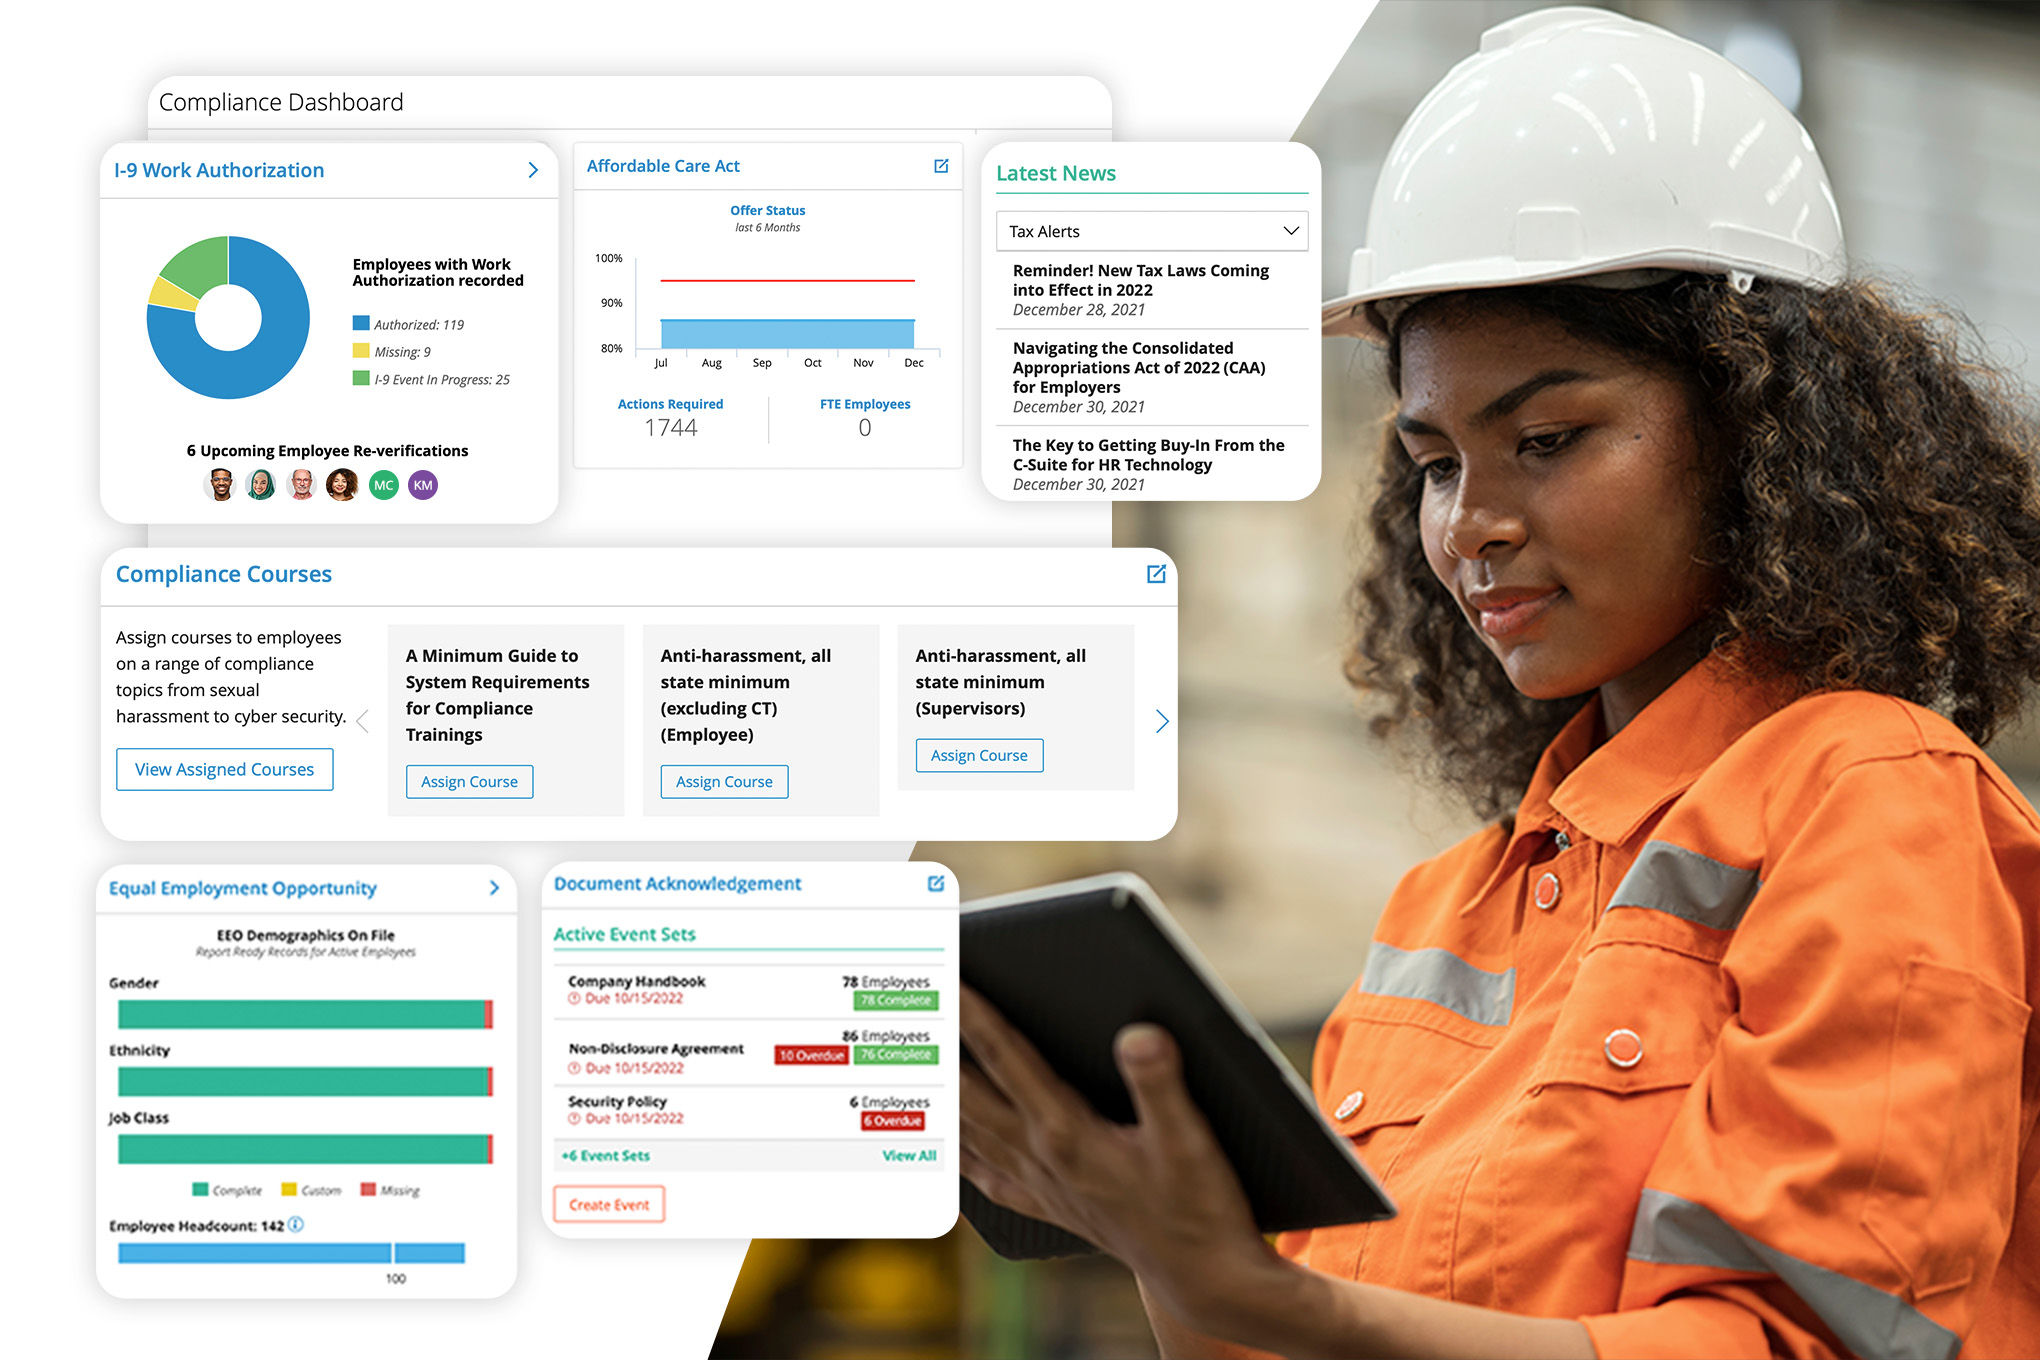 Compliance Dashboard
I-9 Work Authorization
Employees with Work
Authorization recorded
Authorized: 119
Missing: 9
I-9 Event In Progress: 25
6 Upcoming Employee Re-verifications
MC
KM
Affordable Care Act
Offer Status
last 6 Months
100%
90%
80%
Jul Aug Sep Oct Nov Dec
Actions Required
1744
FTE Employees
0
Latest News
Tax Alerts
Reminder! New Tax Laws Coming
into Effect in 2022
December 28, 2021
Navigating the Consolidated
Appropriations Act of 2022 (CAA)
for Employers
December 30, 2021
The Key to Getting Buy-In From the
C-Suite for HR Technology
December 30, 2021
Compliance Courses
Assign courses to employees
on a range of compliance
topics from sexual
harassment to cyber security.
View Assigned Courses
A Minimum Guide to
System Requirements
for Compliance
Trainings
Assign Course
Anti-harassment, all
state minimum
(excluding CT)
(Employee)
Assign Course
Anti-harassment, all
state minimum
(Supervisors)
Assign Course
Equal Employment Opportunity
EEO Demographics On File
Report Ready Records for Active Employees
Gender
Ethnicity
Job Class
Complete Custom Missing
Employee Headcount: 142
100
Document Acknowledgement
Active Event Sets
Company Handbook
Due 10/15/2022
78 Employees
78 Complete
Non-Disclosure Agreement
Due 10/15/2022
86 Employees
10 Overdue 76 Complete
Security Policy
Due 10/15/2022
6 Employees
6 Overdue
+6 Event Sets View All
Create Event